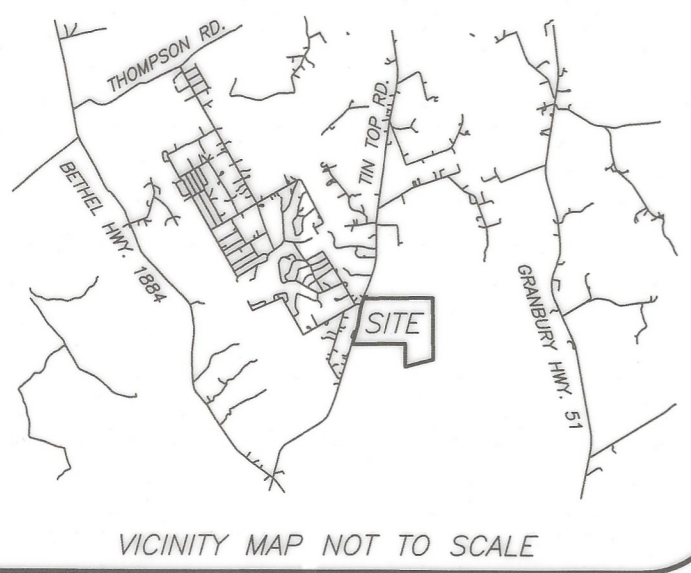 THOMPSON RD.
TIN TOP RD.
BETHEL HWY. 1884
GRANBURY HWY. 51
SITE
VICINITY MAP NOT TO SCALE